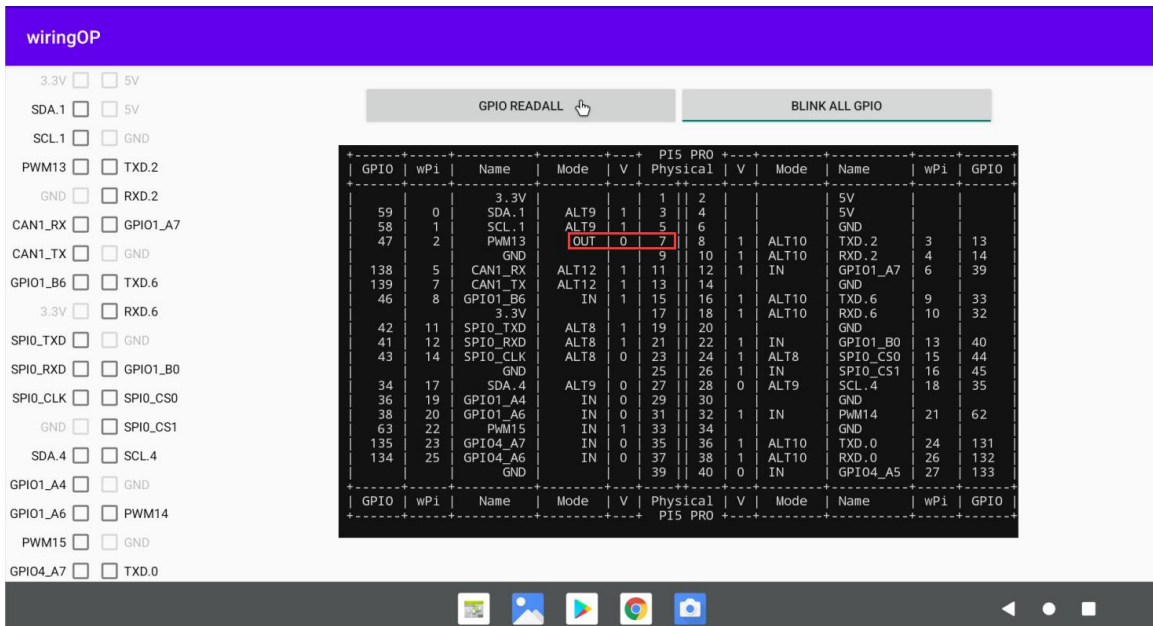 wiringOP
3.3V 5V
SDA.1 5V
SCL.1 GND
PWM13 TXD.2
GND RXD.2
CAN1_RX GPIO1_A7
CAN1_TX GND
GPIO1_B6 TXD.6
3.3V RXD.6
SPI0_TXD GND
SPI0_RXD GPIO1_B0
SPI0_CLK SPI0_CS0
GND SPI0_CS1
SDA.4 SCL.4
GPIO1_A4 GND
GPIO1_A6 PWM14
PWM15 GND
GPIO4_A7 TXD.0
GPIO READALL BLINK ALL GPIO
+------+-----+----------+--------+---+ PI5 PRO +---+--------+----------+-----+------+
| GPIO | wPi | Name | Mode | V | Physical | V | Mode | Name | wPi | GPIO |
+------+-----+----------+--------+---+----++----+---+--------+----------+-----+------+
| | | 3.3V | | | 1 || 2 | | | 5V | | |
| 59 | 0 | SDA.1 | ALT9 | 1 | 3 || 4 | | | 5V | | |
| 58 | 1 | SCL.1 | ALT9 | 1 | 5 || 6 | | | GND | | |
| 47 | 2 | PWM13 | OUT | 0 | 7 || 8 | 1 | ALT10 | TXD.2 | 3 | 13 |
| | | GND | | | 9 || 10 | 1 | ALT10 | RXD.2 | 4 | 14 |
| 138 | 5 | CAN1_RX | ALT12 | 1 | 11 || 12 | 1 | IN | GPIO1_A7 | 6 | 39 |
| 139 | 7 | CAN1_TX | ALT12 | 1 | 13 || 14 | | | GND | | |
| 46 | 8 | GPIO1_B6 | IN | 1 | 15 || 16 | 1 | ALT10 | TXD.6 | 9 | 33 |
| | | 3.3V | | | 17 || 18 | 1 | ALT10 | RXD.6 | 10 | 32 |
| 42 | 11 | SPI0_TXD | ALT8 | 1 | 19 || 20 | | | GND | | |
| 41 | 12 | SPI0_RXD | ALT8 | 1 | 21 || 22 | 1 | IN | GPIO1_B0 | 13 | 40 |
| 43 | 14 | SPI0_CLK | ALT8 | 0 | 23 || 24 | 1 | ALT8 | SPI0_CS0 | 15 | 44 |
| | | GND | | | 25 || 26 | 1 | IN | SPI0_CS1 | 16 | 45 |
| 34 | 17 | SDA.4 | ALT9 | 0 | 27 || 28 | 0 | ALT9 | SCL.4 | 18 | 35 |
| 36 | 19 | GPIO1_A4 | IN | 0 | 29 || 30 | | | GND | | |
| 38 | 20 | GPIO1_A6 | IN | 0 | 31 || 32 | 1 | IN | PWM14 | 21 | 62 |
| 63 | 22 | PWM15 | IN | 1 | 33 || 34 | | | GND | | |
| 135 | 23 | GPIO4_A7 | IN | 0 | 35 || 36 | 1 | ALT10 | TXD.0 | 24 | 131 |
| 134 | 25 | GPIO4_A6 | IN | 0 | 37 || 38 | 1 | ALT10 | RXD.0 | 26 | 132 |
| | | GND | | | 39 || 40 | 0 | IN | GPIO4_A5 | 27 | 133 |
+------+-----+----------+--------+---+----++----+---+--------+----------+-----+------+
| GPIO | wPi | Name | Mode | V | Physical | V | Mode | Name | wPi | GPIO |
+------+-----+----------+--------+---+ PI5 PRO +---+--------+----------+-----+------+